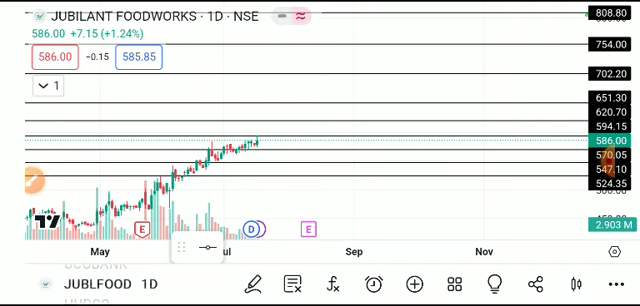 JUBILANT FOODWORKS · 1D · NSE
586.00 +7.15 (+1.24%)
586.00 −0.15 585.85
1
808.80
754.00
702.20
651.30
620.70
594.15
586.00
570.05
547.10
524.35
2.903 M
E D E
May Sep Nov
UCOBANK
JUBLFOOD 1D